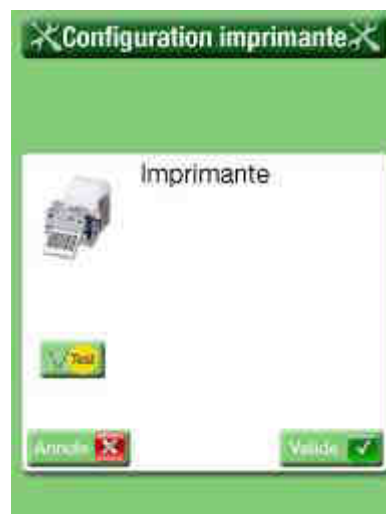 Configuration imprimante
Imprimante
Test
Annule
Valide